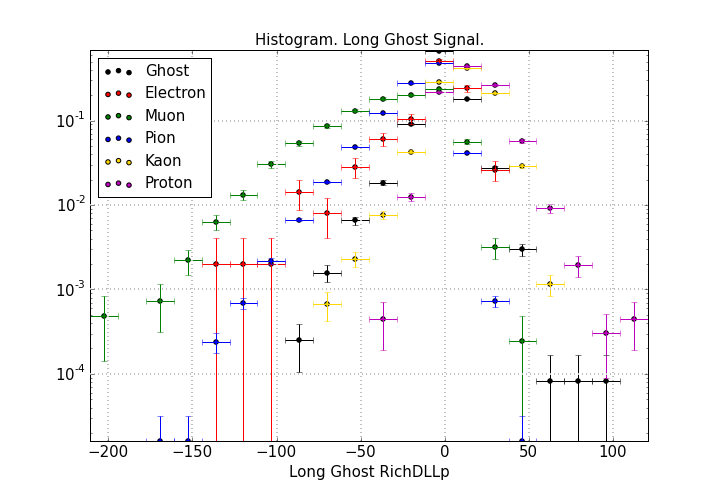 Histogram. Long Ghost Signal.
Ghost
Electron
Muon
Pion
Kaon
Proton
10⁻¹
10⁻²
10⁻³
10⁻⁴
−200 −150 −100 −50 0 50 100
Long Ghost RichDLLp